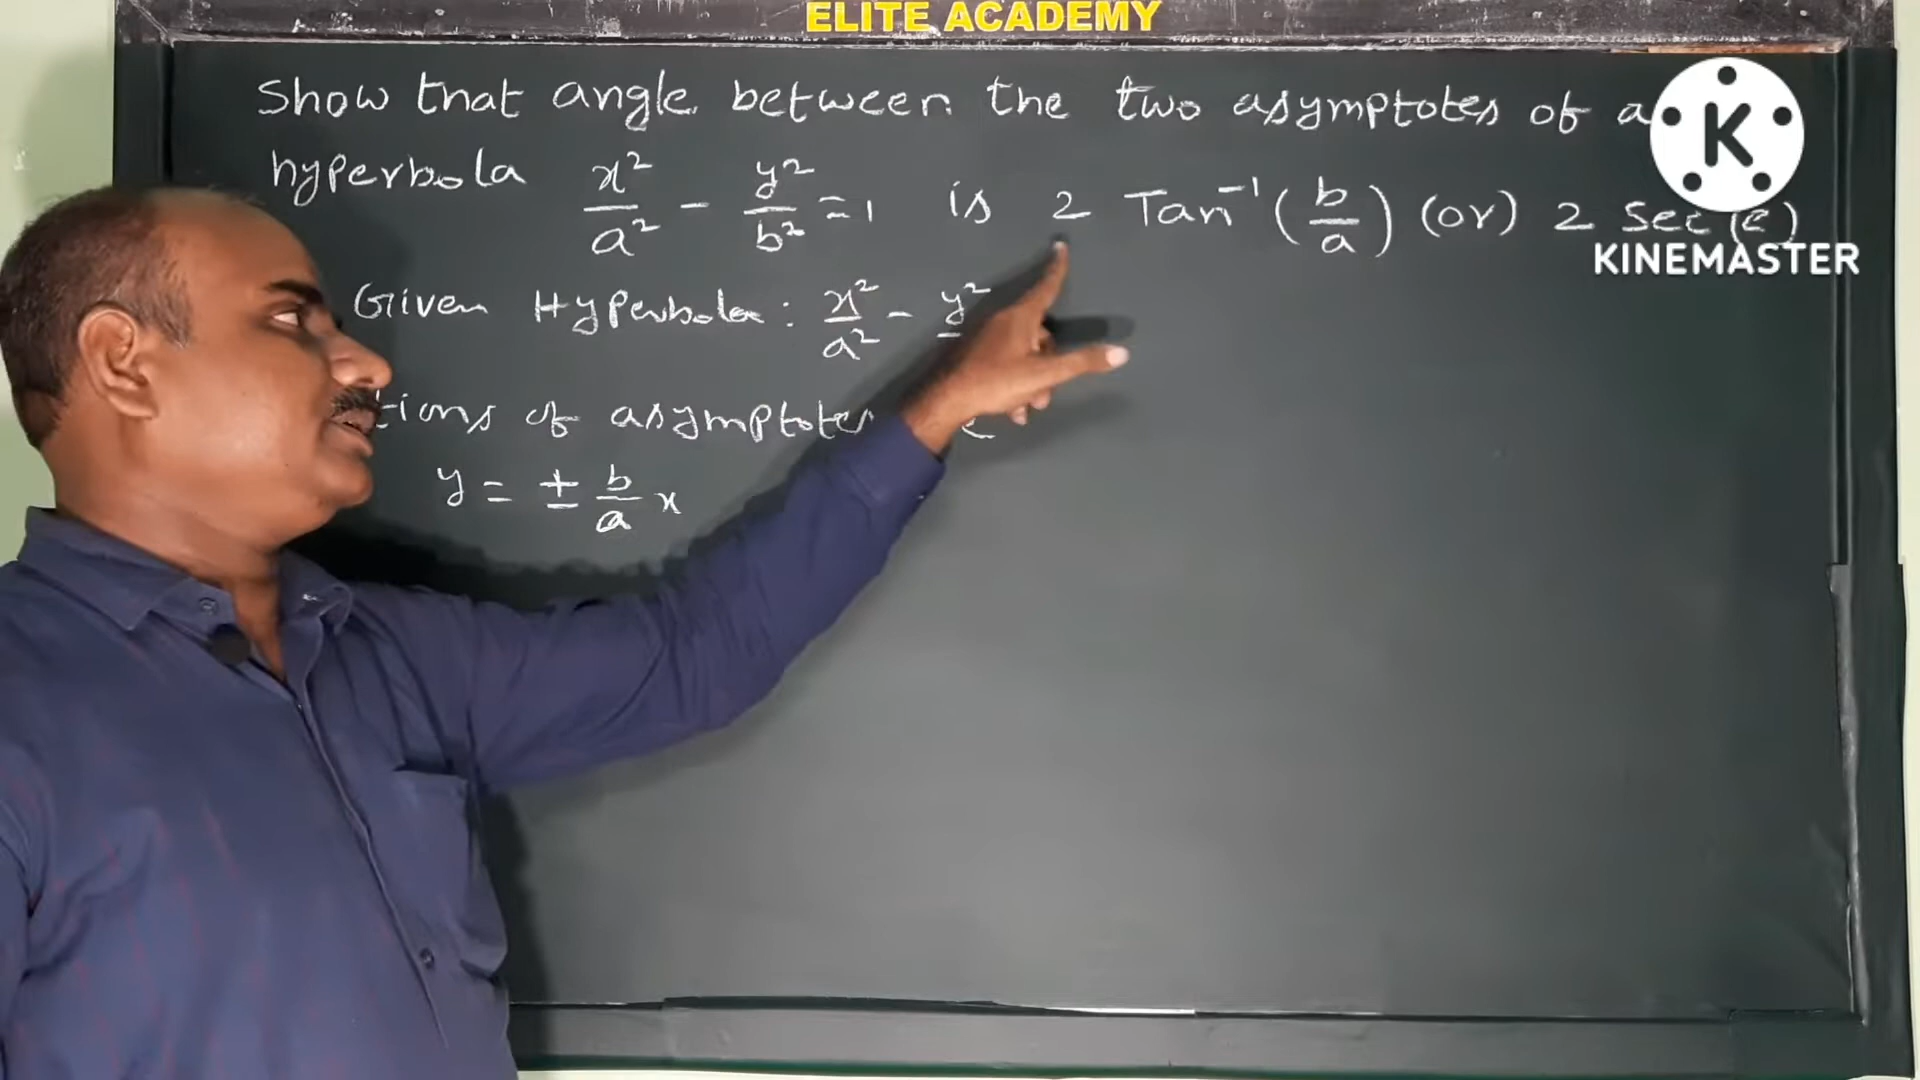 ELITE ACADEMY
Show that angle between the two asymptotes of a
hyperbola x²/a² - y²/b² = 1 is 2 Tan⁻¹(b/a) (or) 2 Sec (e)
K
KINEMASTER
Given Hyperbola: x²/a² - y²
tions of asymptotes
y = ± b/a x